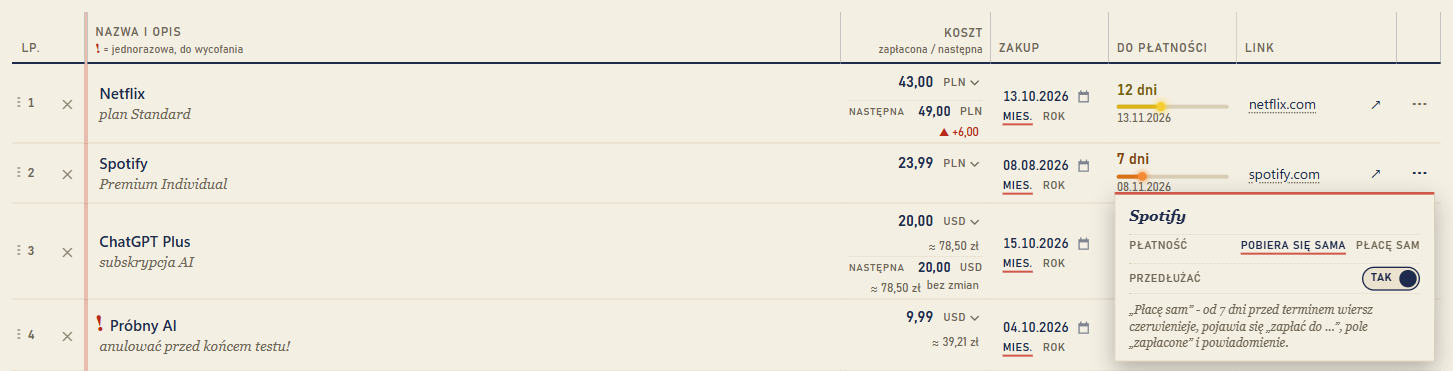 LP.
NAZWA I OPIS
! = jednorazowa, do wycofania
KOSZT
zapłacona / następna
ZAKUP
DO PŁATNOŚCI
LINK
1
×
Netflix
plan Standard
43,00 PLN
NASTĘPNA 49,00 PLN
▲ +6,00
13.10.2026
MIES. ROK
12 dni
13.11.2026
netflix.com ↗ ...
2
×
Spotify
Premium Individual
23,99 PLN
08.08.2026
MIES. ROK
7 dni
08.11.2026
spotify.com ↗ ...
3
×
ChatGPT Plus
subskrypcja AI
20,00 USD
≈ 78,50 zł
NASTĘPNA 20,00 USD
≈ 78,50 zł bez zmian
15.10.2026
MIES. ROK
4
×
! Próbny AI
anulować przed końcem testu!
9,99 USD
≈ 39,21 zł
04.10.2026
MIES. ROK
Spotify
PŁATNOŚĆ POBIERA SIĘ SAMA PŁACĘ SAM
PRZEDŁUŻAĆ TAK
„Płacę sam” - od 7 dni przed terminem wiersz
czerwienieje, pojawia się „zapłać do ...”, pole
„zapłacone” i powiadomienie.